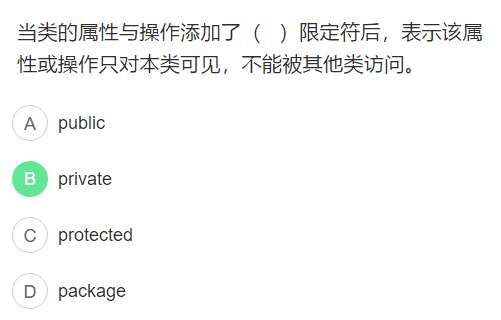 当类的属性与操作添加了（  ）限定符后，表示该属
性或操作只对本类可见，不能被其他类访问。
A public
B private
C protected
D package